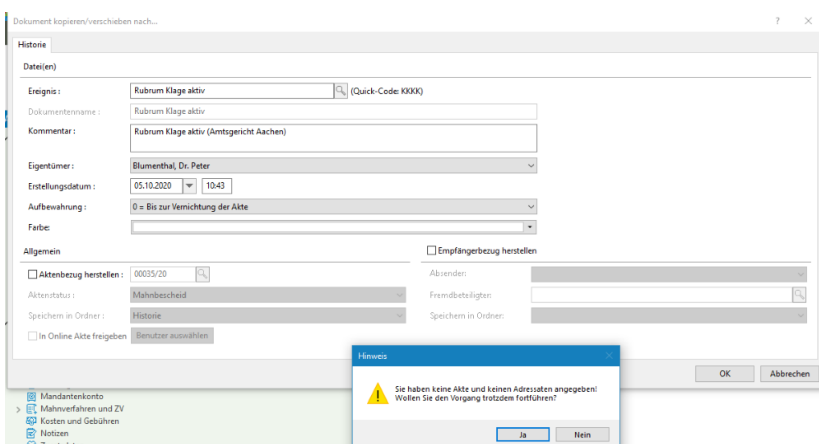 Dokument kopieren/verschieben nach...
Historie
Datei(en)
Ereignis: Rubrum Klage aktiv (Quick-Code: KKKK)
Dokumentenname : Rubrum Klage aktiv
Kommentar : Rubrum Klage aktiv (Amtsgericht Aachen)
Eigentümer : Blumenthal, Dr. Peter
Erstellungsdatum : 05.10.2020 10:43
Aufbewahrung : 0 = Bis zur Vernichtung der Akte
Farbe:
Allgemein
Aktenbezug herstellen : 00035/20
Aktenstatus : Mahnbescheid
Speichern in Ordner : Historie
In Online Akte freigeben Benutzer auswählen
Empfängerbezug herstellen
Absender:
Fremdbeteiligten:
Speichern in Ordner:
OK Abbrechen
Hinweis
Sie haben keine Akte und keinen Adressaten angegeben!
Wollen Sie den Vorgang trotzdem fortführen?
Ja Nein
Mandantenkonto
Mahnverfahren und ZV
Kosten und Gebühren
Notizen